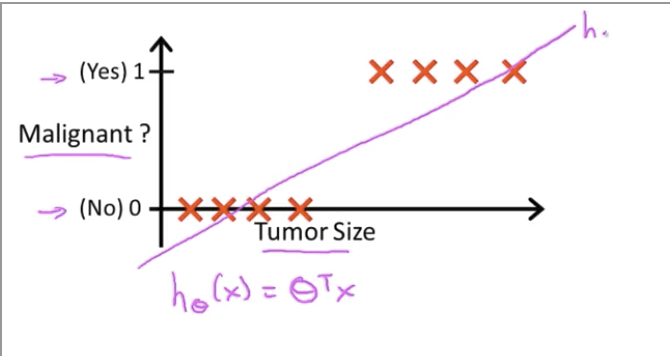 h.
→ (Yes) 1
Malignant ?
→ (No) 0
Tumor Size
hθ(x) = θᵀx